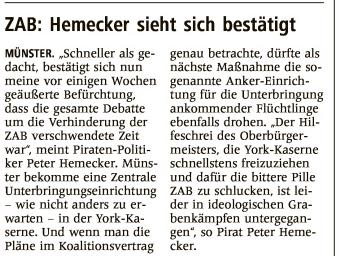 ZAB: Hemecker sieht sich bestätigt
MÜNSTER. „Schneller als ge-
dacht, bestätigt sich nun
meine vor einigen Wochen
geäußerte Befürchtung,
dass die gesamte Debatte
um die Verhinderung der
ZAB verschwendete Zeit
war“, meint Piraten-Politi-
ker Peter Hemecker. Müns-
ter bekomme eine Zentrale
Unterbringungseinrichtung
– wie nicht anders zu er-
warten – in der York-Ka-
serne. Und wenn man die
Pläne im Koalitionsvertrag
genau betrachte, dürfte als
nächste Maßnahme die so-
genannte Anker-Einrich-
tung für die Unterbringung
ankommender Flüchtlinge
ebenfalls drohen. „Der Hil-
feschrei des Oberbürger-
meisters, die York-Kaserne
schnellstens freizuziehen
und dafür die bittere Pille
ZAB zu schlucken, ist lei-
der in ideologischen Gra-
benkämpfen untergegan-
gen“, so Pirat Peter Heme-
cker.